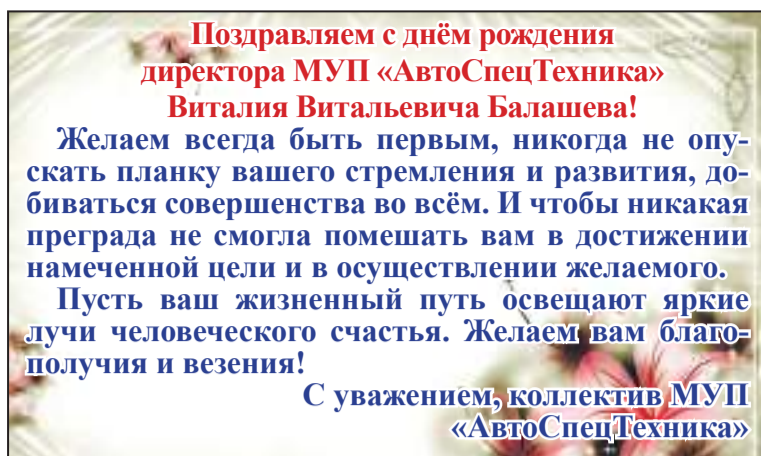 Поздравляем с днём рождения
директора МУП «АвтоСпецТехника»
Виталия Витальевича Балашева!
Желаем всегда быть первым, никогда не опу-
скать планку вашего стремления и развития, до-
биваться совершенства во всём. И чтобы никакая
преграда не смогла помешать вам в достижении
намеченной цели и в осуществлении желаемого.
Пусть ваш жизненный путь освещают яркие
лучи человеческого счастья. Желаем вам благо-
получия и везения!
С уважением, коллектив МУП
«АвтоСпецТехника»